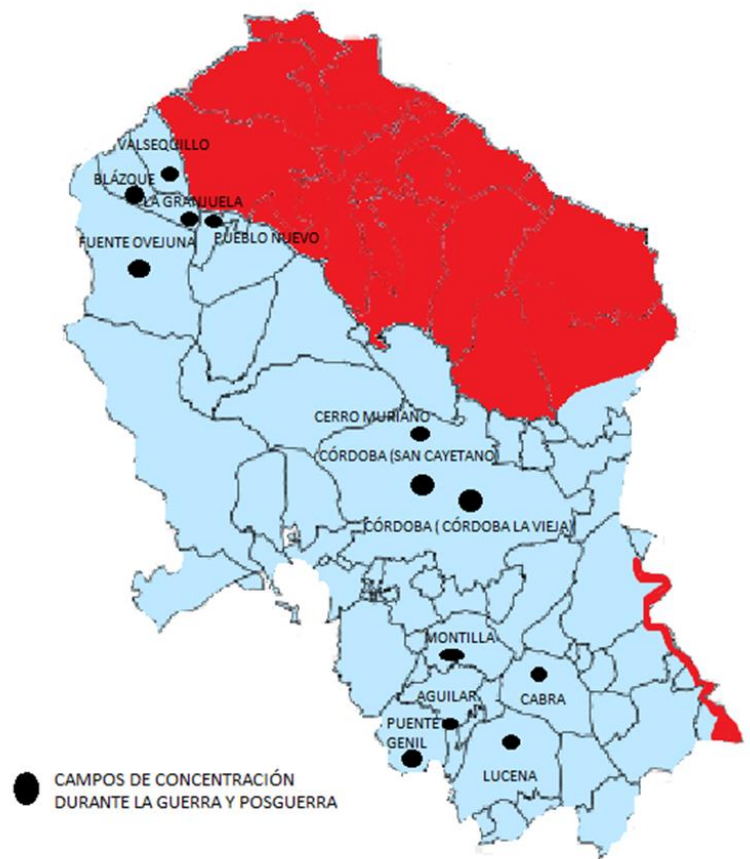 VALSEQUILLO
BLÁZQUE
LA GRANJUELA
PUEBLO NUEVO
FUENTE OVEJUNA
CERRO MURIANO
CÓRDOBA (SAN CAYETANO)
CÓRDOBA ( CÓRDOBA LA VIEJA)
MONTILLA
AGUILAR
CABRA
PUENTE
GENIL
LUCENA
CAMPOS DE CONCENTRACIÓN
DURANTE LA GUERRA Y POSGUERRA